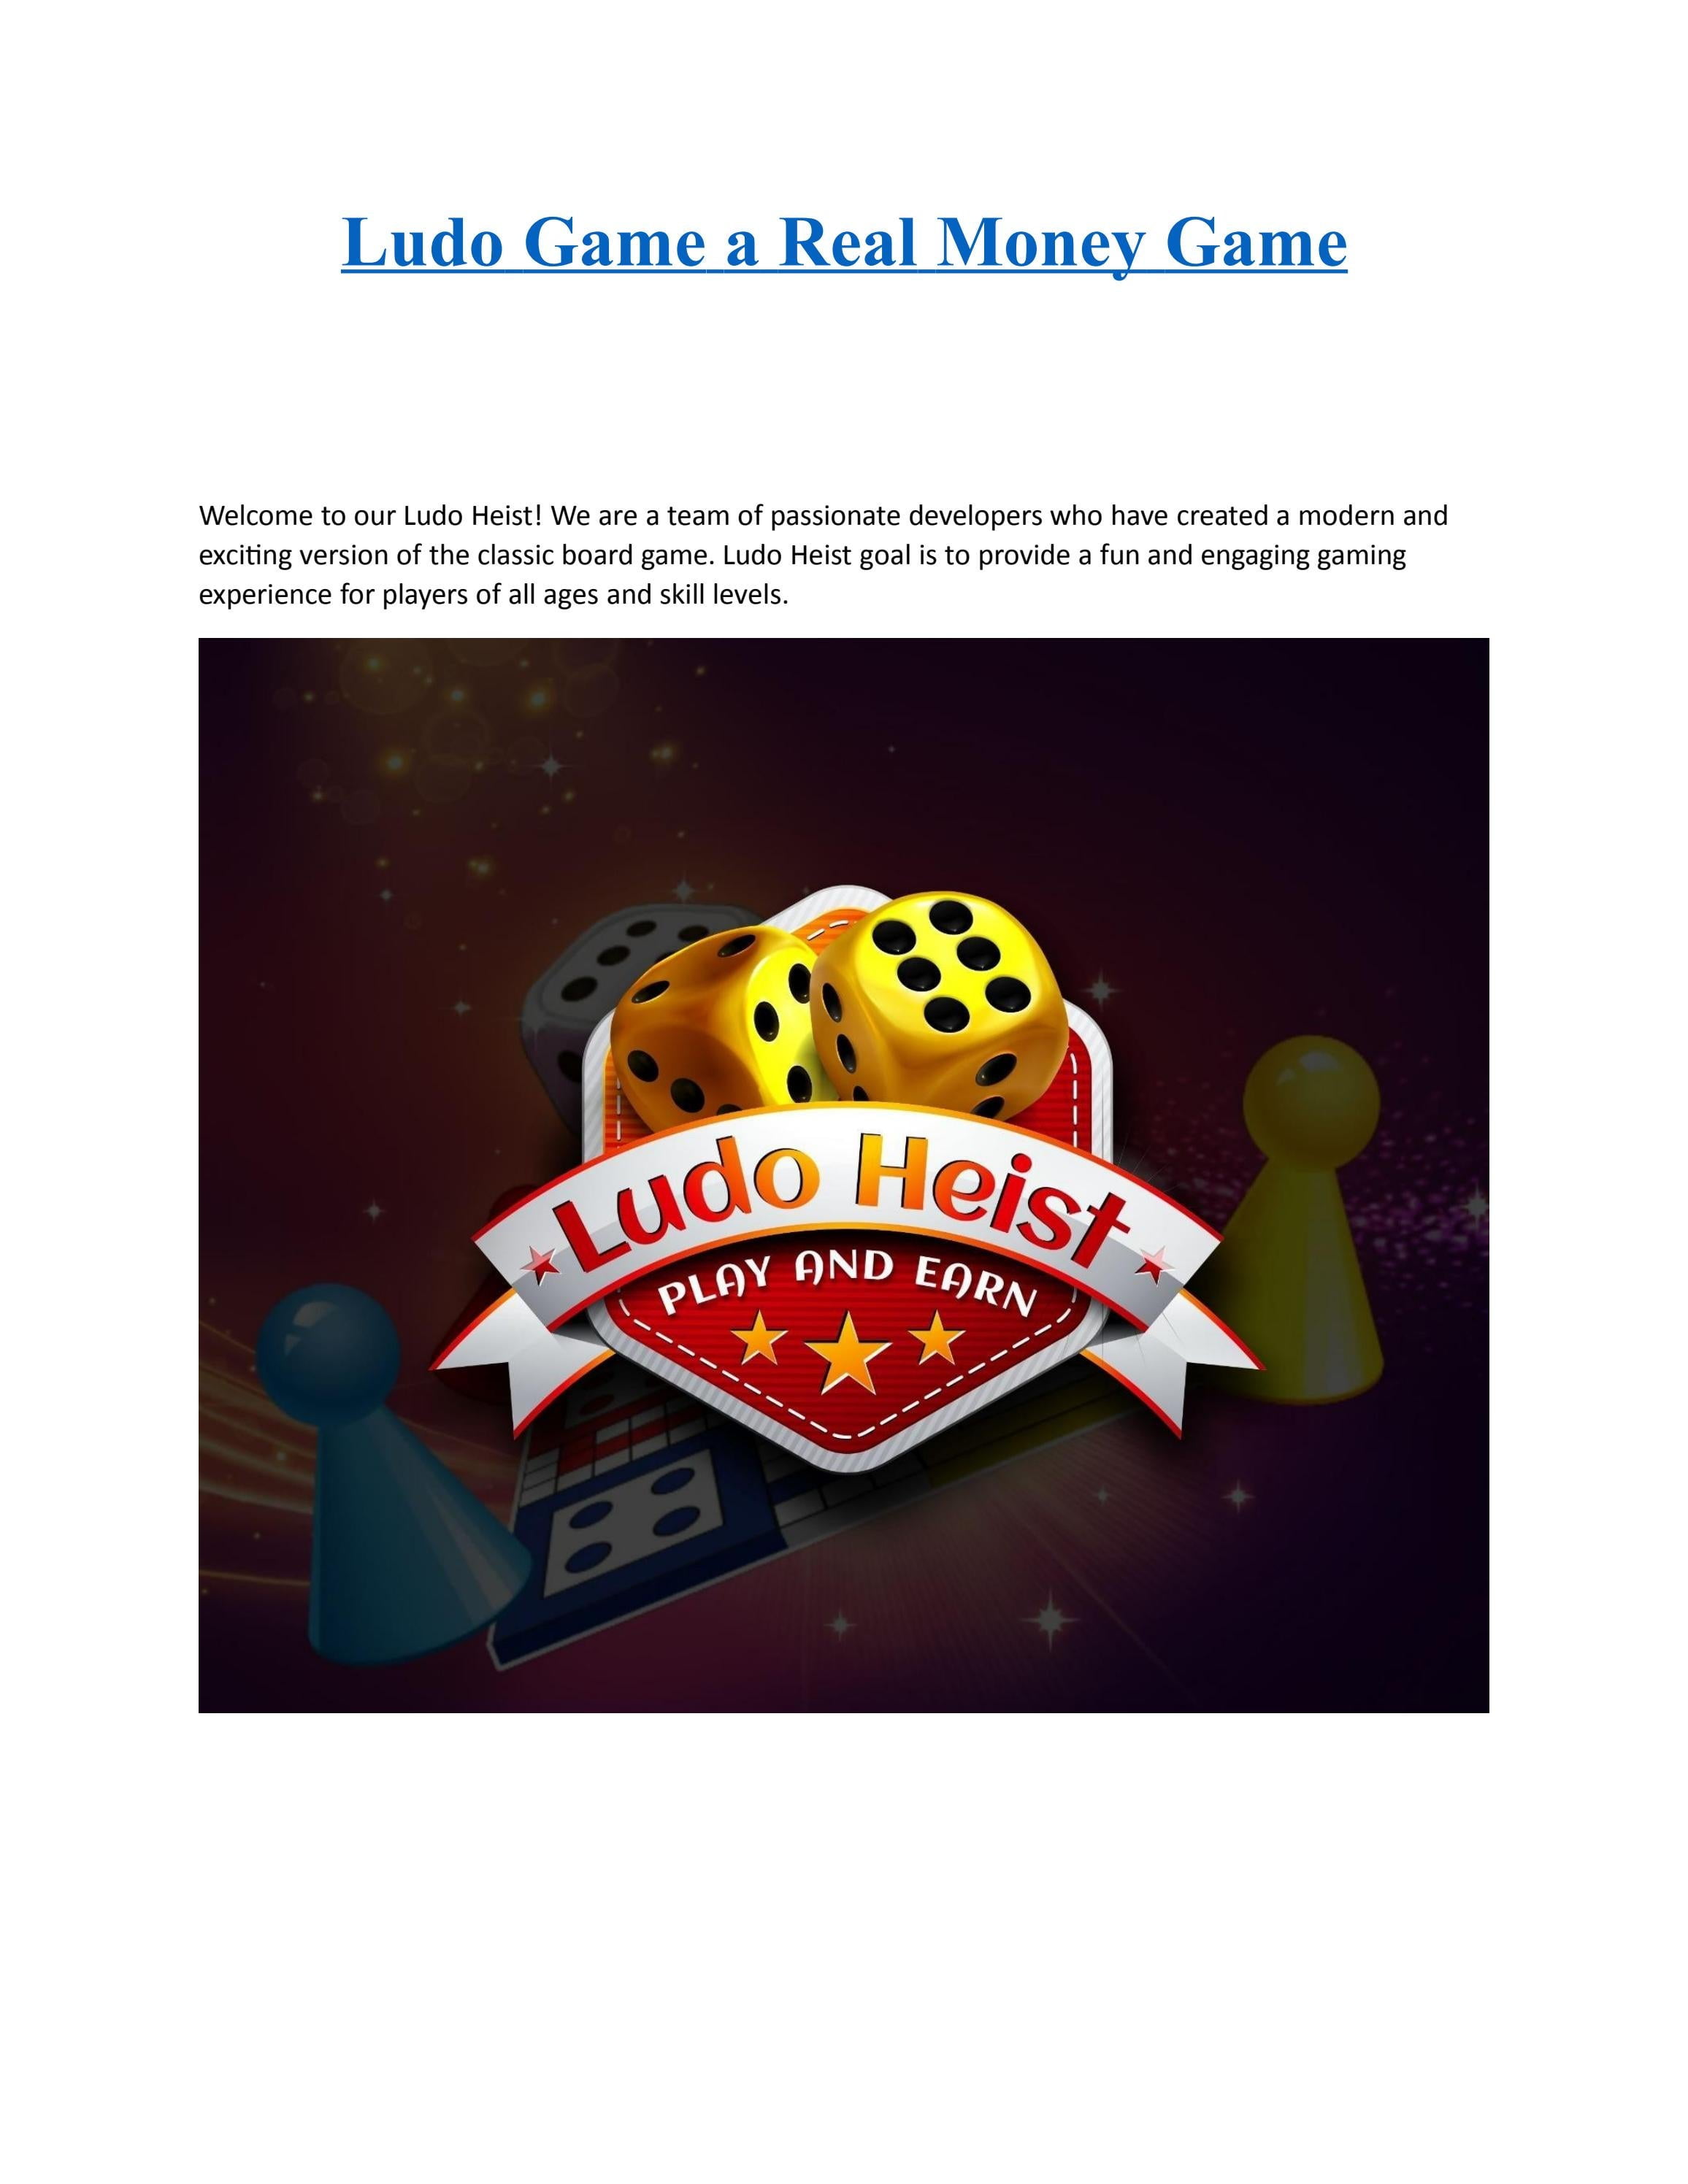 Ludo Game a Real Money Game
Welcome to our Ludo Heist! We are a team of passionate developers who have created a modern and
exciting version of the classic board game. Ludo Heist goal is to provide a fun and engaging gaming
experience for players of all ages and skill levels.
Ludo Heist
PLAY AND EARN